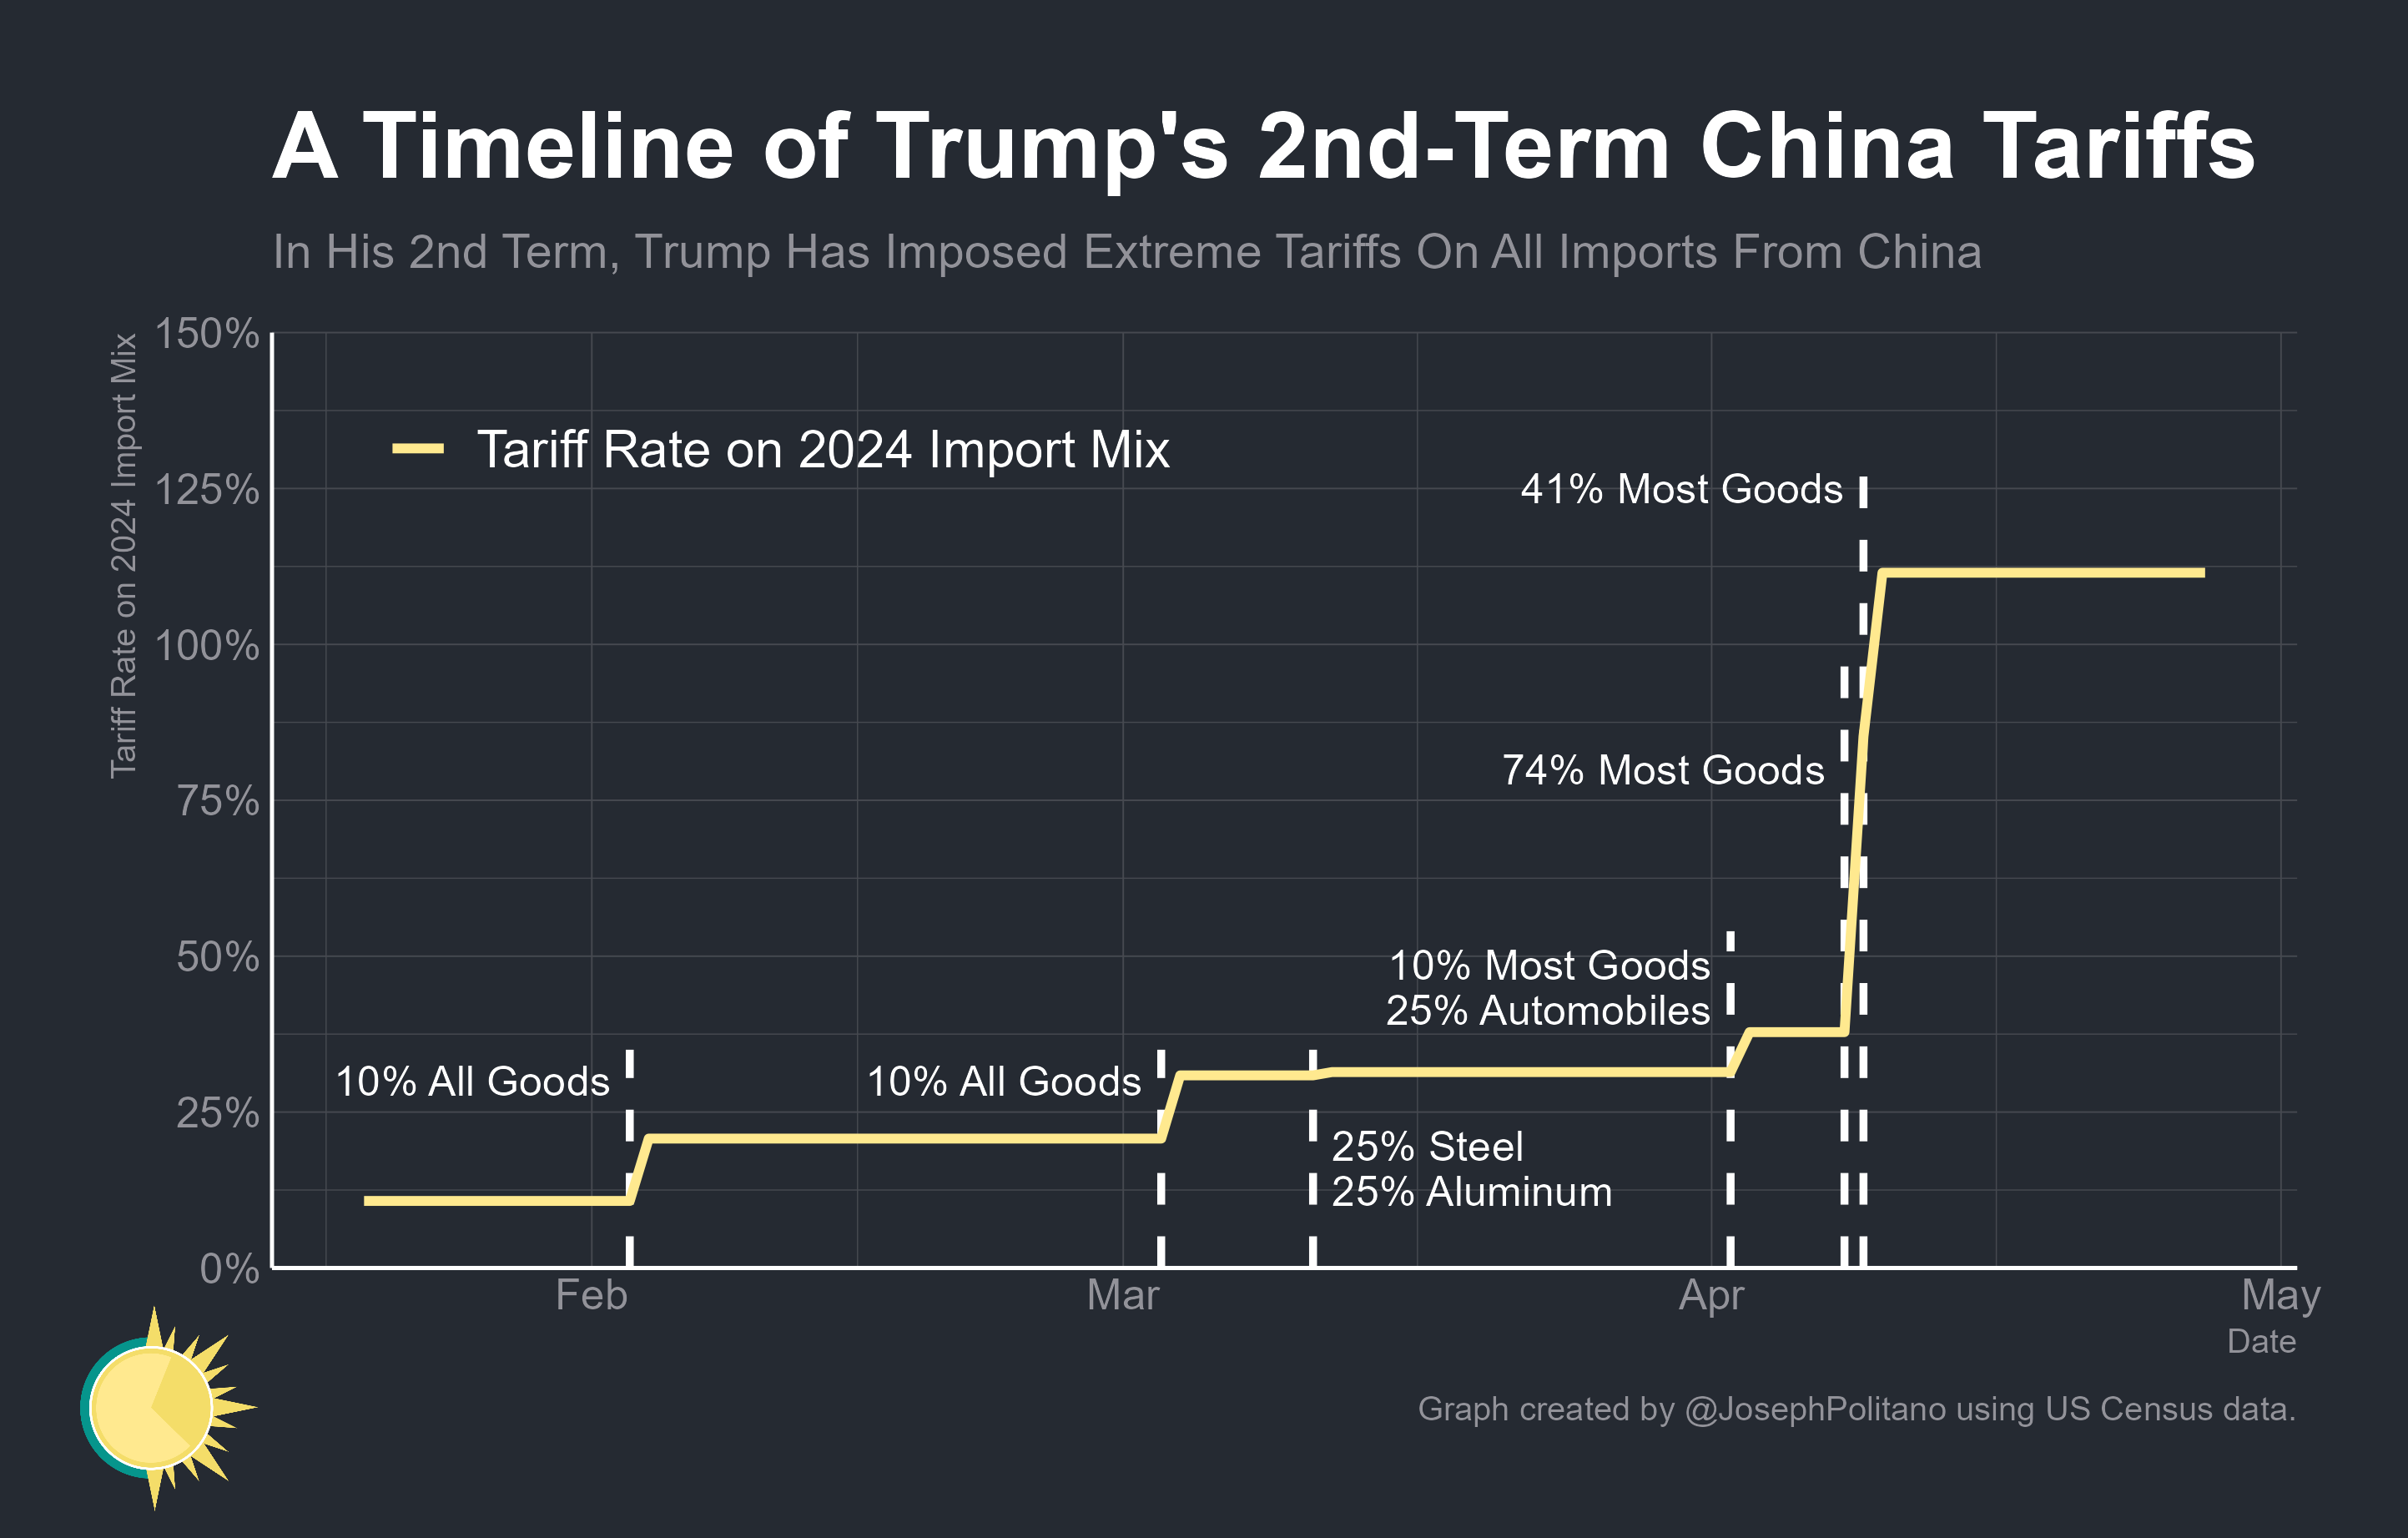 A Timeline of Trump's 2nd-Term China Tariffs
In His 2nd Term, Trump Has Imposed Extreme Tariffs On All Imports From China
Tariff Rate on 2024 Import Mix
150%
125%
100%
75%
50%
25%
0%
Tariff Rate on 2024 Import Mix
41% Most Goods
74% Most Goods
10% Most Goods
25% Automobiles
10% All Goods
10% All Goods
25% Steel
25% Aluminum
Feb
Mar
Apr
May
Date
Graph created by @JosephPolitano using US Census data.